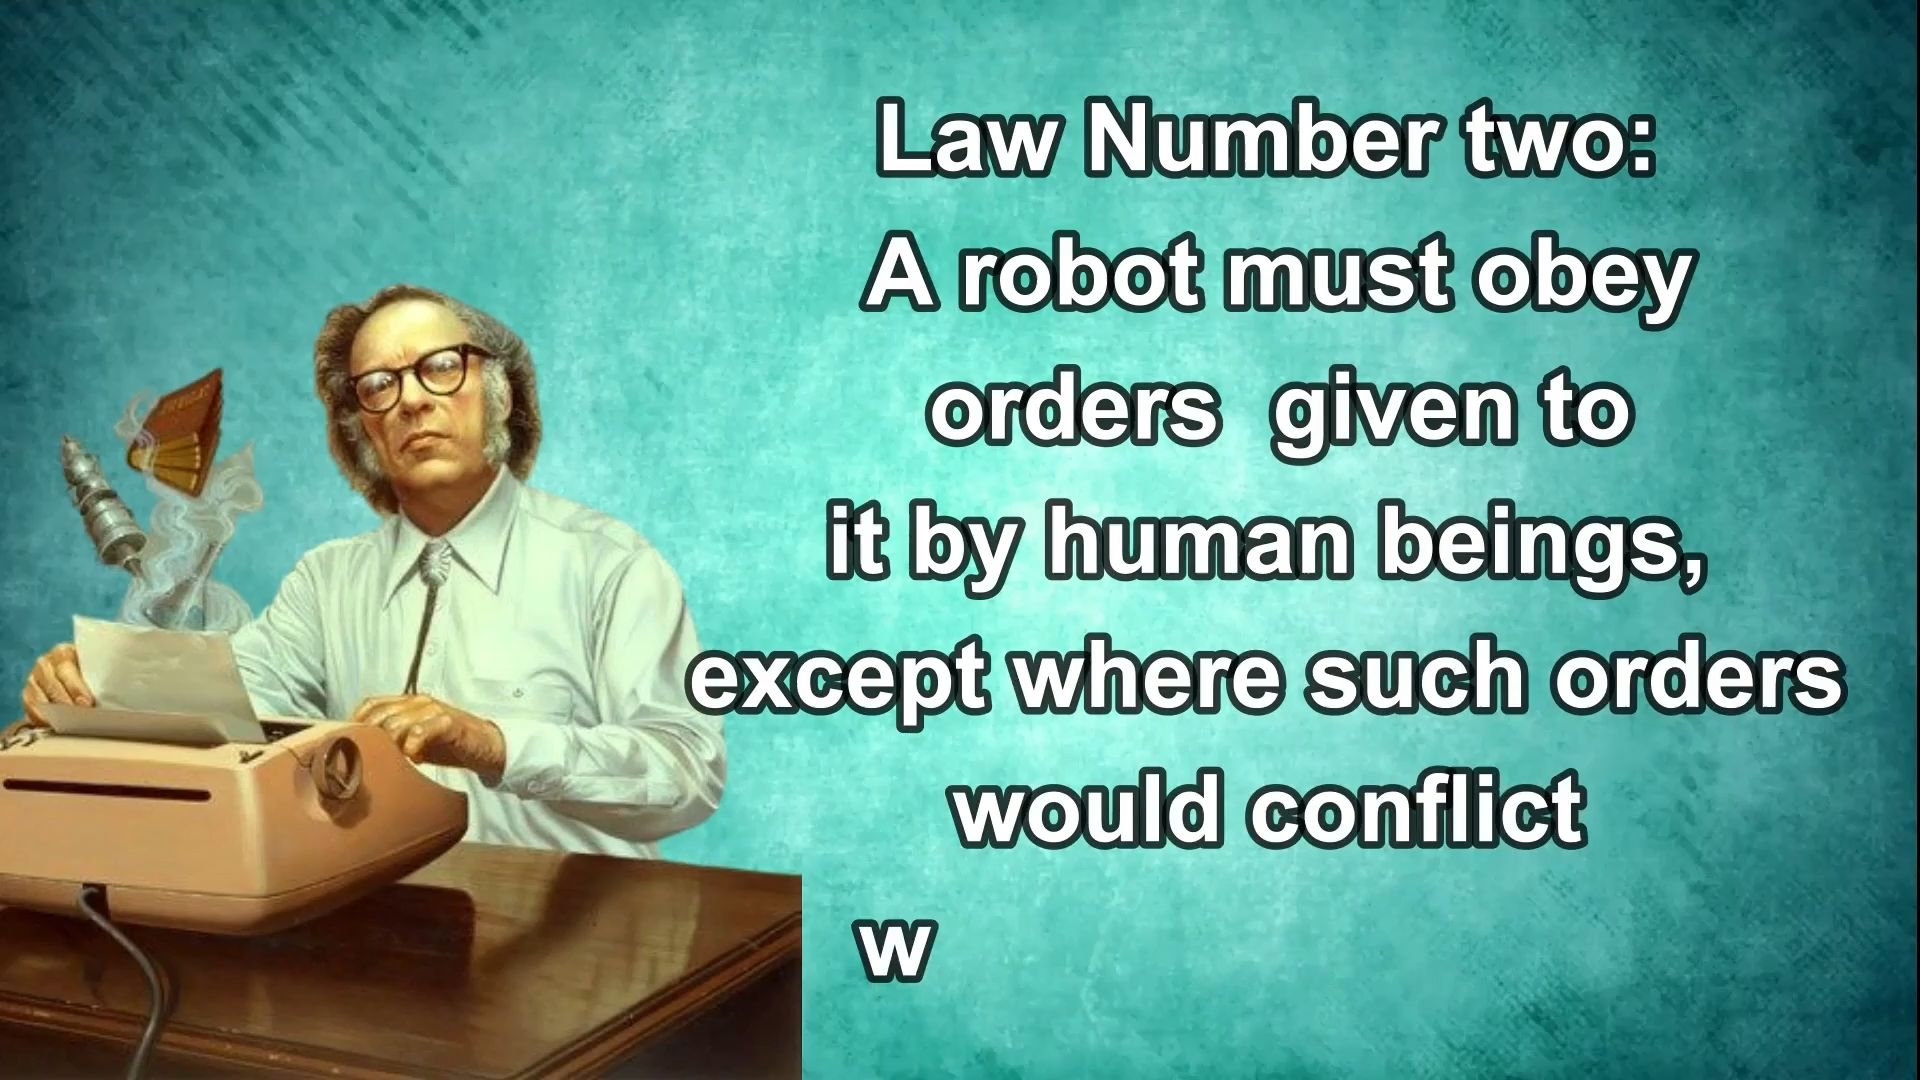 Law Number two:
A robot must obey
orders  given to
it by human beings,
except where such orders
would conflict
w